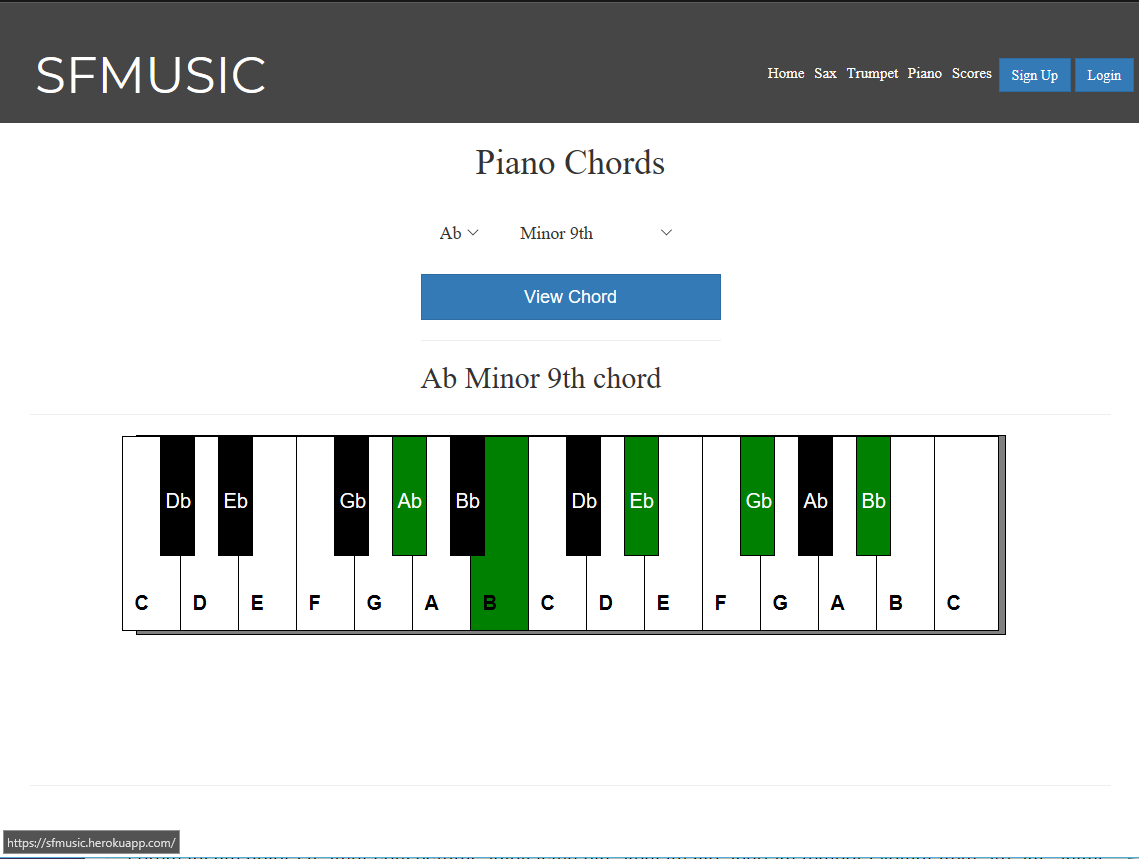 SFMUSIC
Home Sax Trumpet Piano Scores Sign Up Login
Piano Chords
Ab Minor 9th
View Chord
Ab Minor 9th chord
Db Eb Gb Ab Bb Db Eb Gb Ab Bb
C D E F G A B C D E F G A B C
https://sfmusic.herokuapp.com/